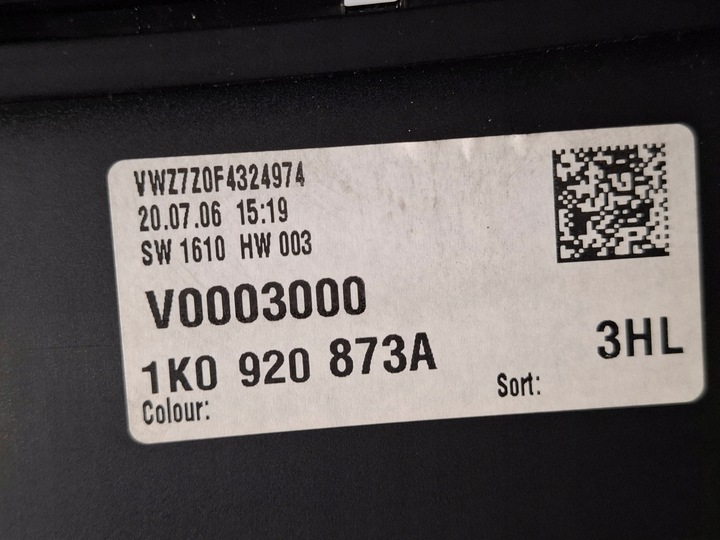 VWZ7Z0F4324974
20.07.06 15:19
SW 1610 HW 003
V0003000
1K0 920 873A
3HL
Colour:
Sort: